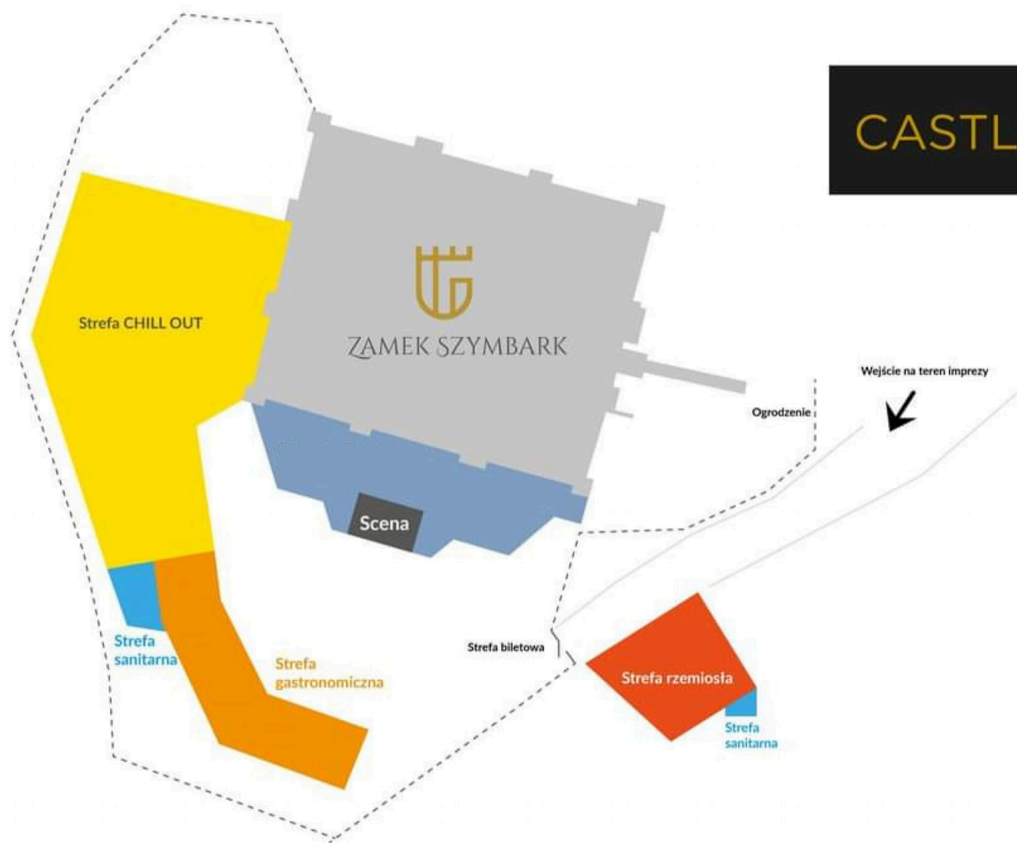 CASTL
Strefa CHILL OUT
ZAMEK SZYMBARK
Wejście na teren imprezy
Ogrodzenie
Scena
Strefa
sanitarna
Strefa
gastronomiczna
Strefa biletowa
Strefa rzemiosła
Strefa
sanitarna